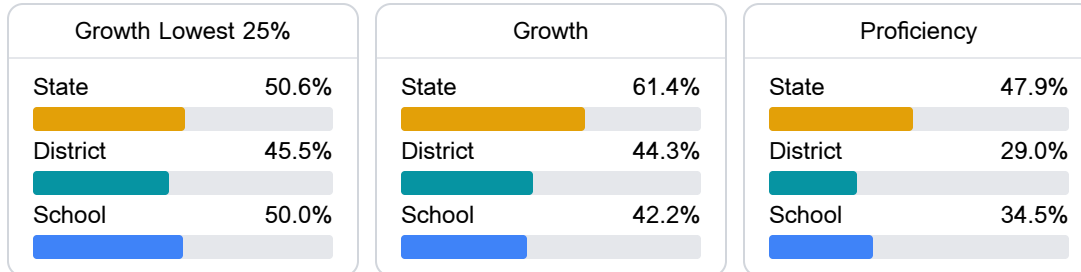 Growth Lowest 25%
State 50.6%
District 45.5%
School 50.0%
Growth
State 61.4%
District 44.3%
School 42.2%
Proficiency
State 47.9%
District 29.0%
School 34.5%